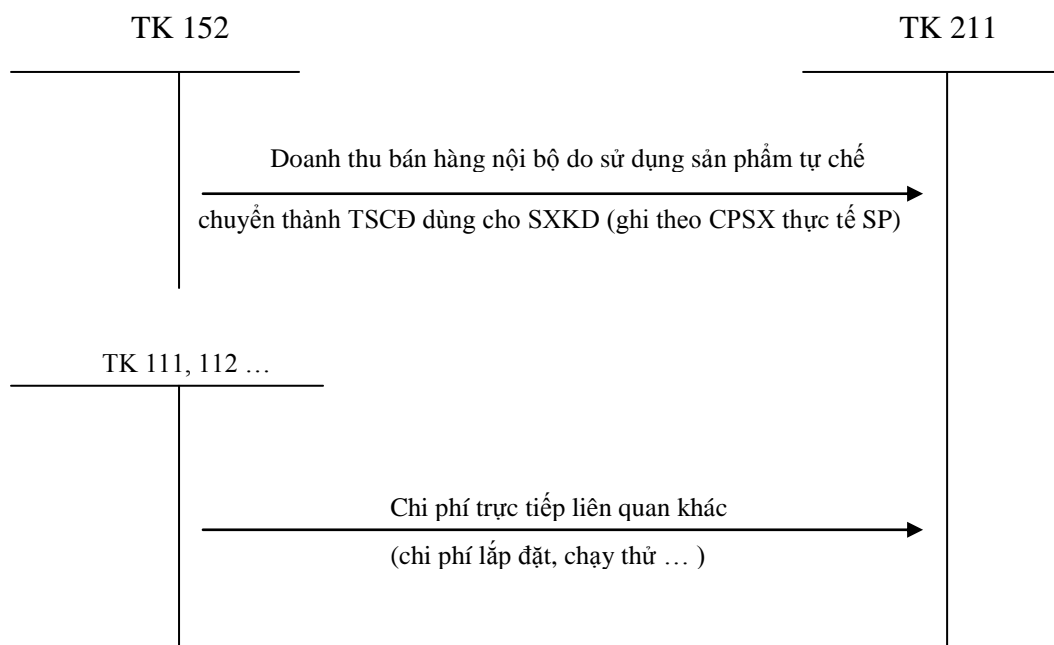 TK 152
TK 211
Doanh thu bán hàng nội bộ do sử dụng sản phẩm tự chế
chuyển thành TSCĐ dùng cho SXKD (ghi theo CPSX thực tế SP)
TK 111, 112 …
Chi phí trực tiếp liên quan khác
(chi phí lắp đặt, chạy thử … )